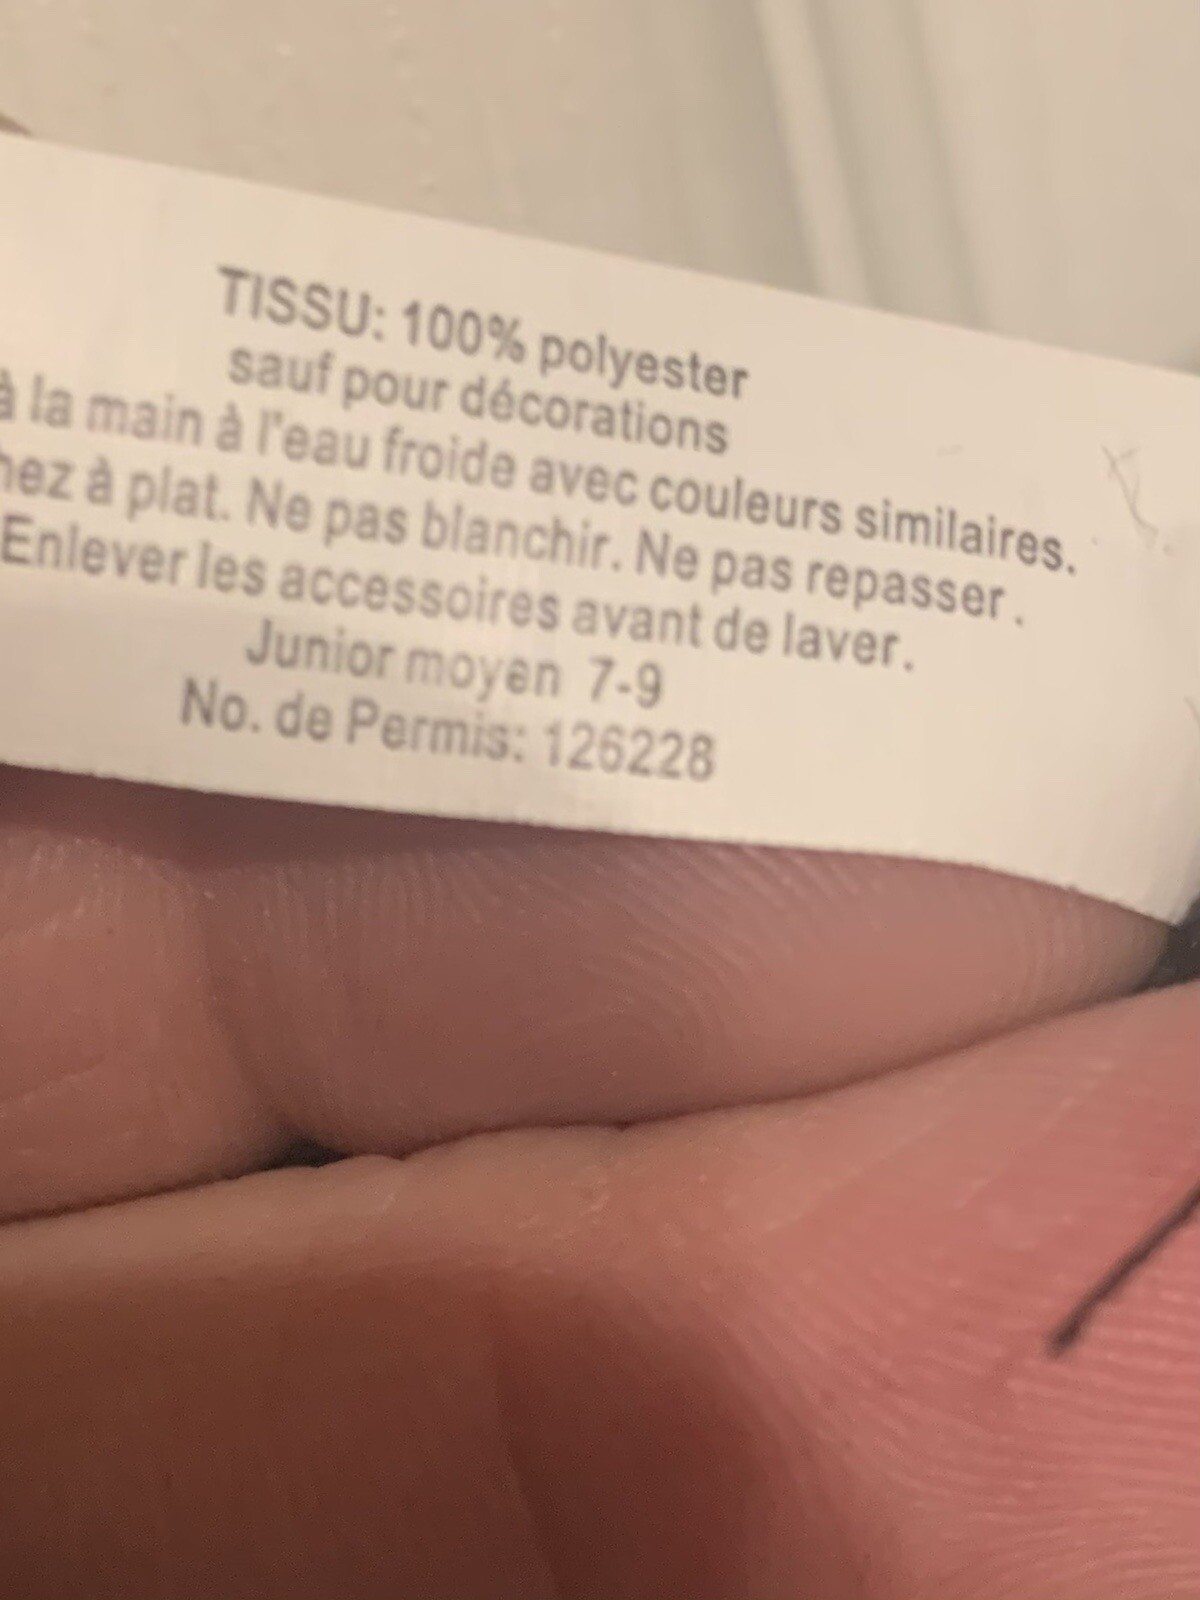 TISSU: 100% polyester
sauf pour décorations
à la main à l'eau froide avec couleurs similaires.
hez à plat. Ne pas blanchir. Ne pas repasser.
Enlever les accessoires avant de laver.
Junior moyen 7-9
No. de Permis: 126228